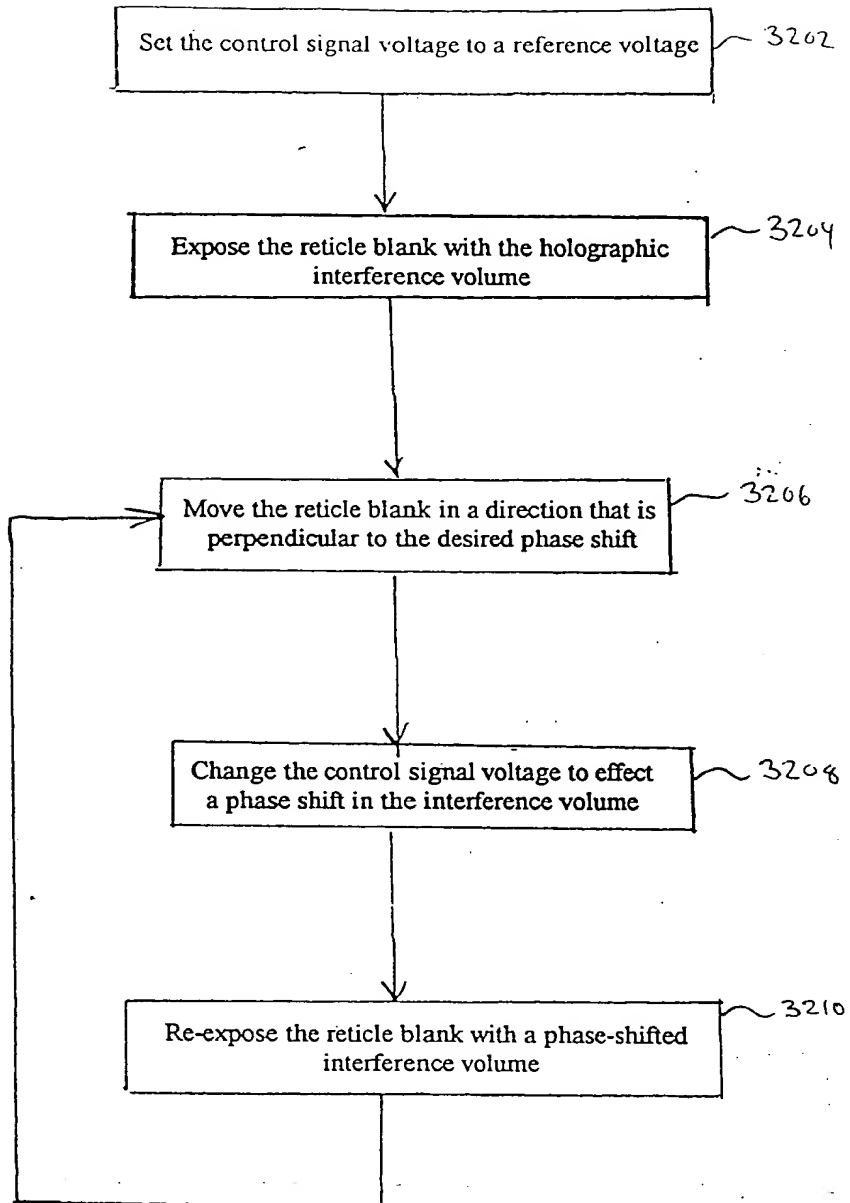 Set the control signal voltage to a reference voltage
3202
Expose the reticle blank with the holographic
interference volume
3204
Move the reticle blank in a direction that is
perpendicular to the desired phase shift
3206
Change the control signal voltage to effect
a phase shift in the interference volume
3208
Re-expose the reticle blank with a phase-shifted
interference volume
3210